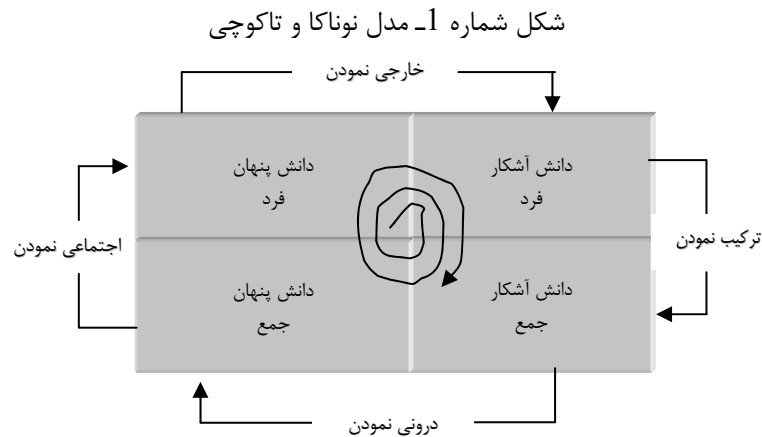 شکل شماره 1ـ مدل نوناکا و تاکوچی
خارجی نمودن
دانش آشکار
فرد
دانش پنهان
فرد
ترکیب نمودن
اجتماعی نمودن
دانش آشکار
جمع
دانش پنهان
جمع
درونی نمودن